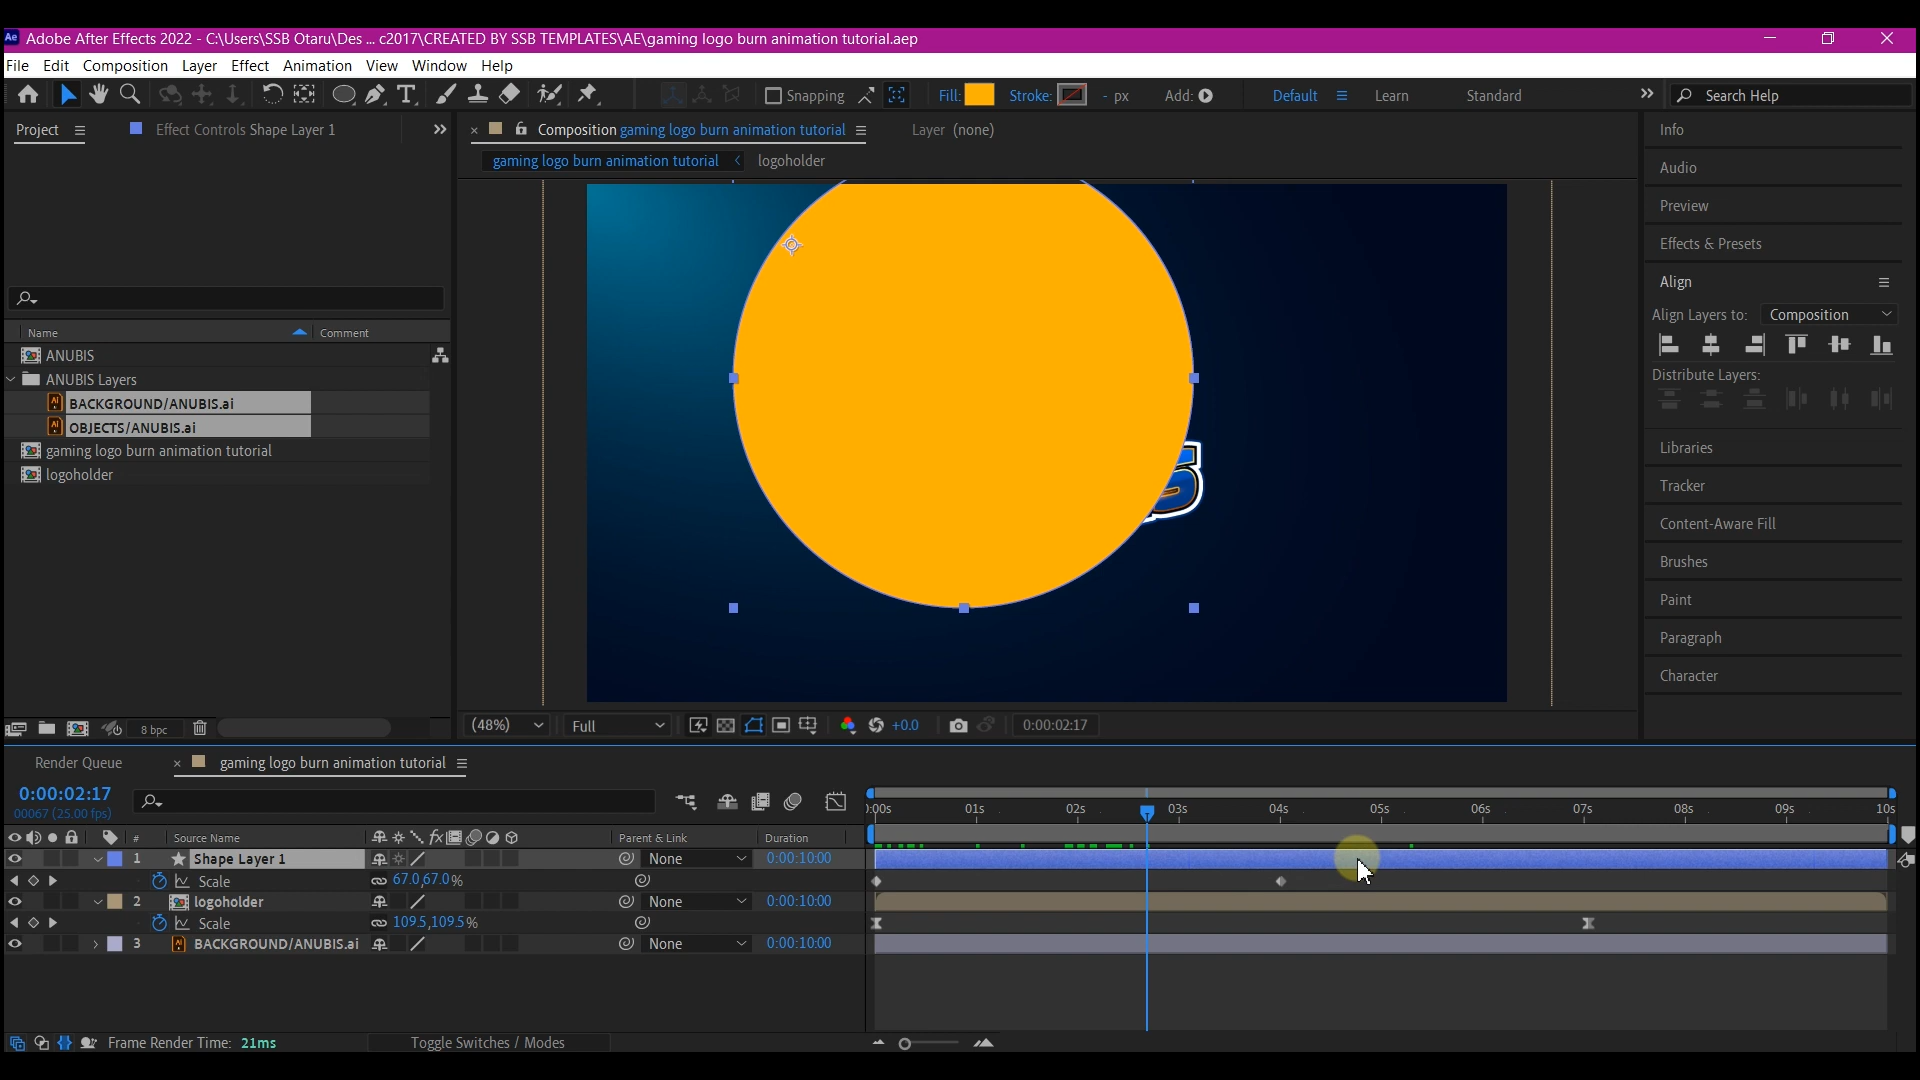 Ae Adobe After Effects 2022 - C:\Users\SSB Otaru\Des ... c2017\CREATED BY SSB TEMPLATES\AE\gaming logo burn animation tutorial.aep
File Edit Composition Layer Effect Animation View Window Help
Snapping Fill: Stroke: - px Add: Default Learn Standard Search Help
Project Effect Controls Shape Layer 1 Composition gaming logo burn animation tutorial Layer (none) Info
gaming logo burn animation tutorial logoholder
Audio
Preview
Effects & Presets
Align
Align Layers to: Composition
Name Comment
ANUBIS
ANUBIS Layers
Distribute Layers:
BACKGROUND/ANUBIS.ai
OBJECTS/ANUBIS.ai
gaming logo burn animation tutorial
logoholder
S
Libraries
Tracker
Content-Aware Fill
Brushes
Paint
Paragraph
Character
8 bpc (48%) Full +0.0 0:00:02:17
Render Queue gaming logo burn animation tutorial
0:00:02:17
00067 (25.00 fps)
):00s 01s 02s 03s 04s 05s 06s 07s 08s 09s 10s
# Source Name fx Parent & Link Duration
1 Shape Layer 1 None 0:00:10:00
Scale 67.0,67.0%
2 logoholder None 0:00:10:00
Scale 109.5,109.5%
3 BACKGROUND/ANUBIS.ai None 0:00:10:00
Frame Render Time: 21ms Toggle Switches / Modes